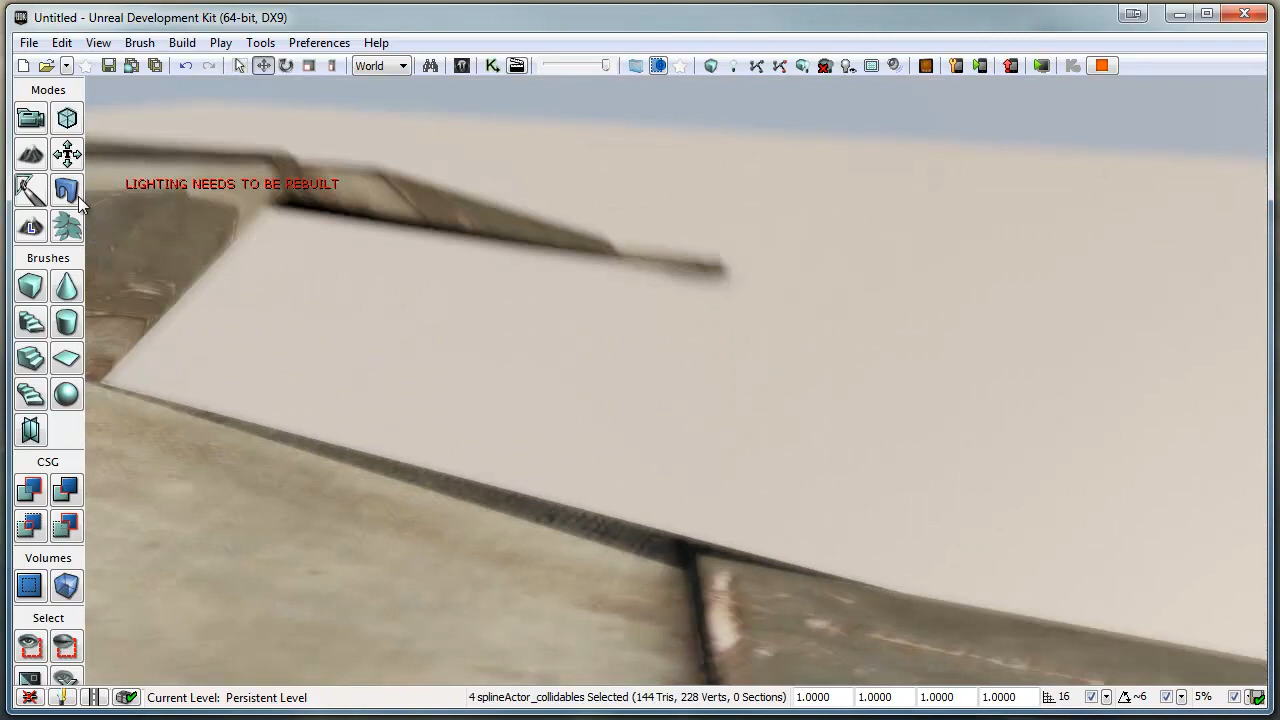 Untitled - Unreal Development Kit (64-bit, DX9)
File Edit View Brush Build Play Tools Preferences Help
World
Modes
LIGHTING NEEDS TO BE REBUILT
L
Brushes
CSG
Volumes
Select
Current Level: Persistent Level
4 splineActor_collidables Selected (144 Tris, 228 Verts, 0 Sections)
1.0000 1.0000 1.0000 1.0000 16 ~6 5%